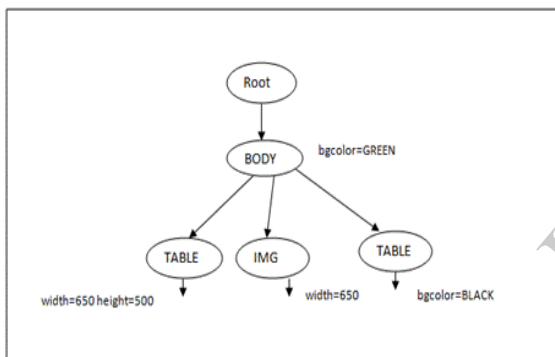 Root
BODY
bgcolor=GREEN
TABLE
IMG
TABLE
width=650 height=500
width=650
bgcolor=BLACK